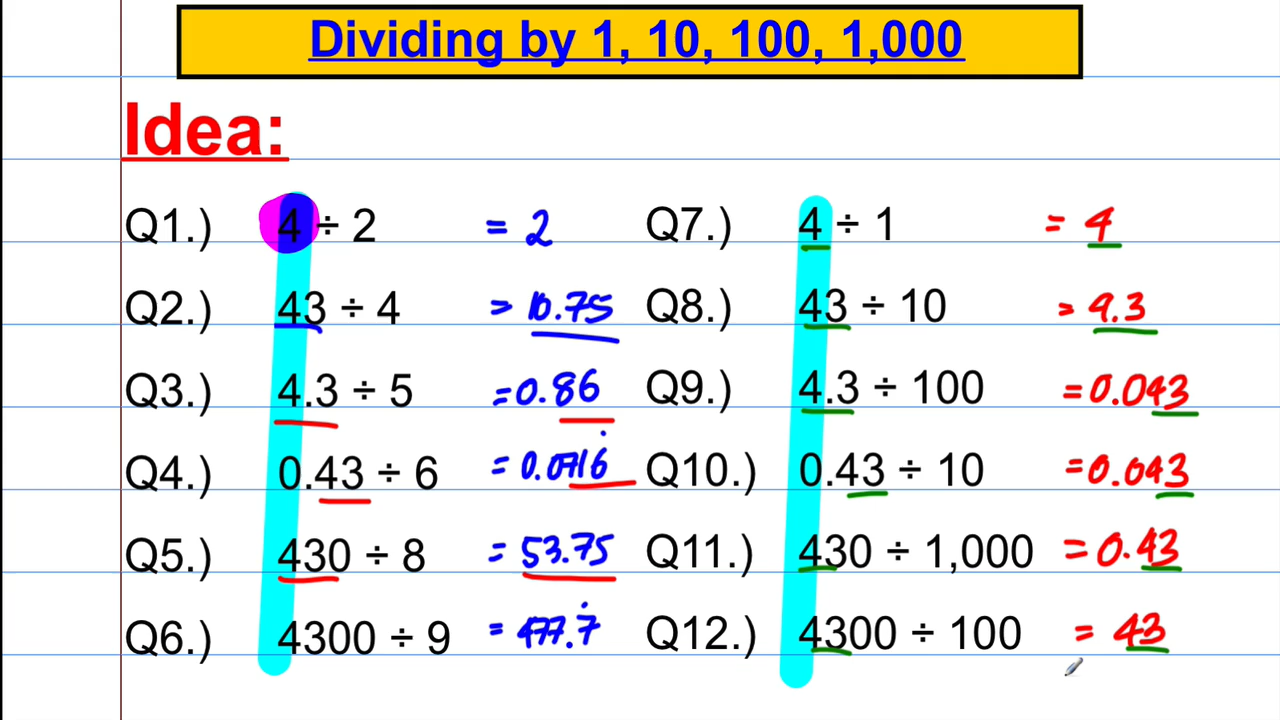 Dividing by 1, 10, 100, 1,000
Idea:
Q1.) 4 ÷ 2 = 2
Q2.) 43 ÷ 4 = 10.75
Q3.) 4.3 ÷ 5 = 0.86
Q4.) 0.43 ÷ 6 = 0.0716̇
Q5.) 430 ÷ 8 = 53.75
Q6.) 4300 ÷ 9 = 477.7̇
Q7.) 4 ÷ 1 = 4
Q8.) 43 ÷ 10 = 4.3
Q9.) 4.3 ÷ 100 = 0.043
Q10.) 0.43 ÷ 10 = 0.043
Q11.) 430 ÷ 1,000 = 0.43
Q12.) 4300 ÷ 100 = 43